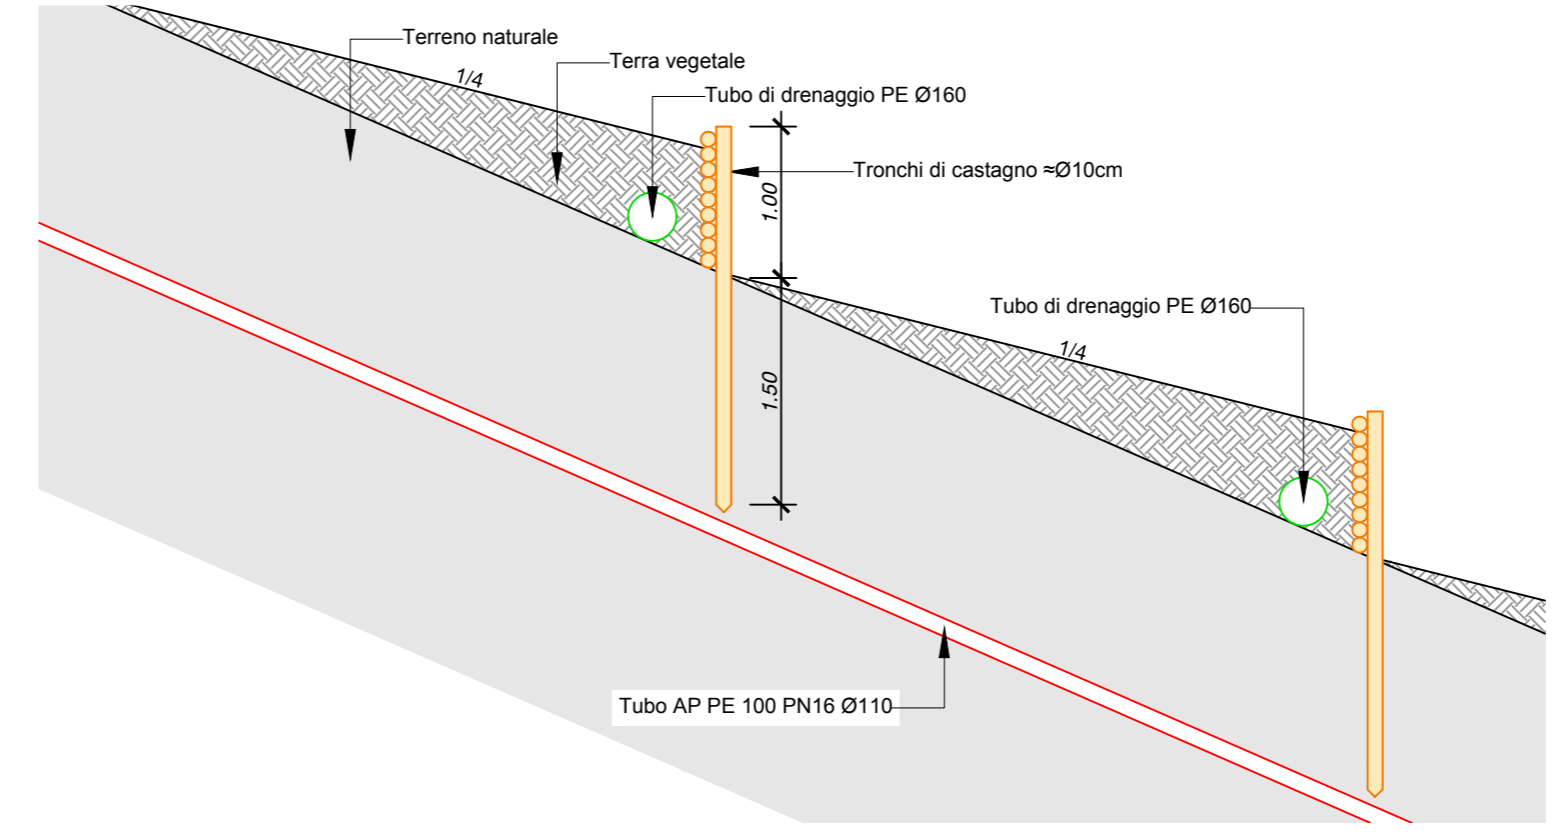 Terreno naturale
Terra vegetale
1/4
Tubo di drenaggio PE Ø160
Tronchi di castagno ≈Ø10cm
1.00
Tubo di drenaggio PE Ø160
1/4
1.50
Tubo AP PE 100 PN16 Ø110